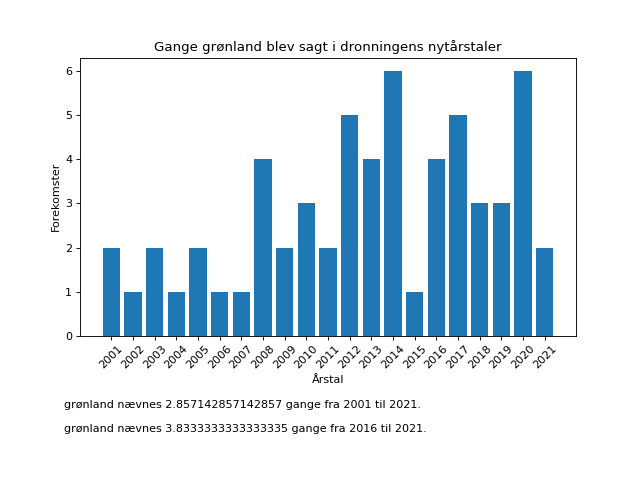 Gange grønland blev sagt i dronningens nytårstaler
Forekomster
6
5
4
3
2
1
0
2001 2002 2003 2004 2005 2006 2007 2008 2009 2010 2011 2012 2013 2014 2015 2016 2017 2018 2019 2020 2021
Årstal
grønland nævnes 2.857142857142857 gange fra 2001 til 2021.
grønland nævnes 3.8333333333333335 gange fra 2016 til 2021.